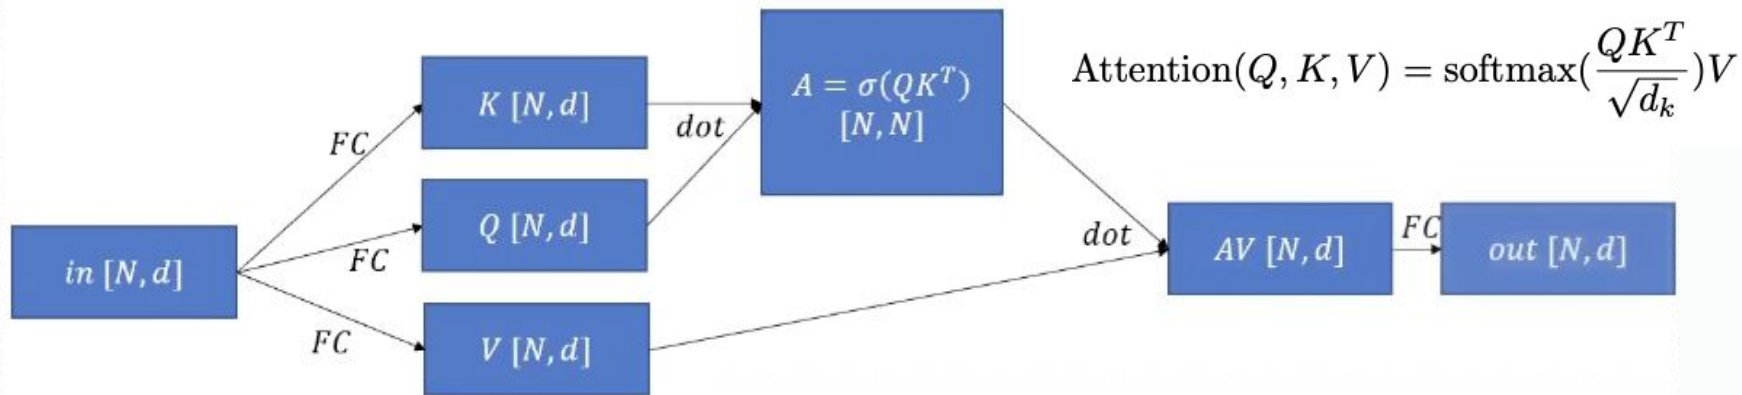 in [N, d]
FC
FC
FC
K [N, d]
Q [N, d]
V [N, d]
dot
A = σ(QK^T)
[N, N]
Attention(Q, K, V) = softmax(QK^T / √d_k)V
dot
AV [N, d]
FC
out [N, d]